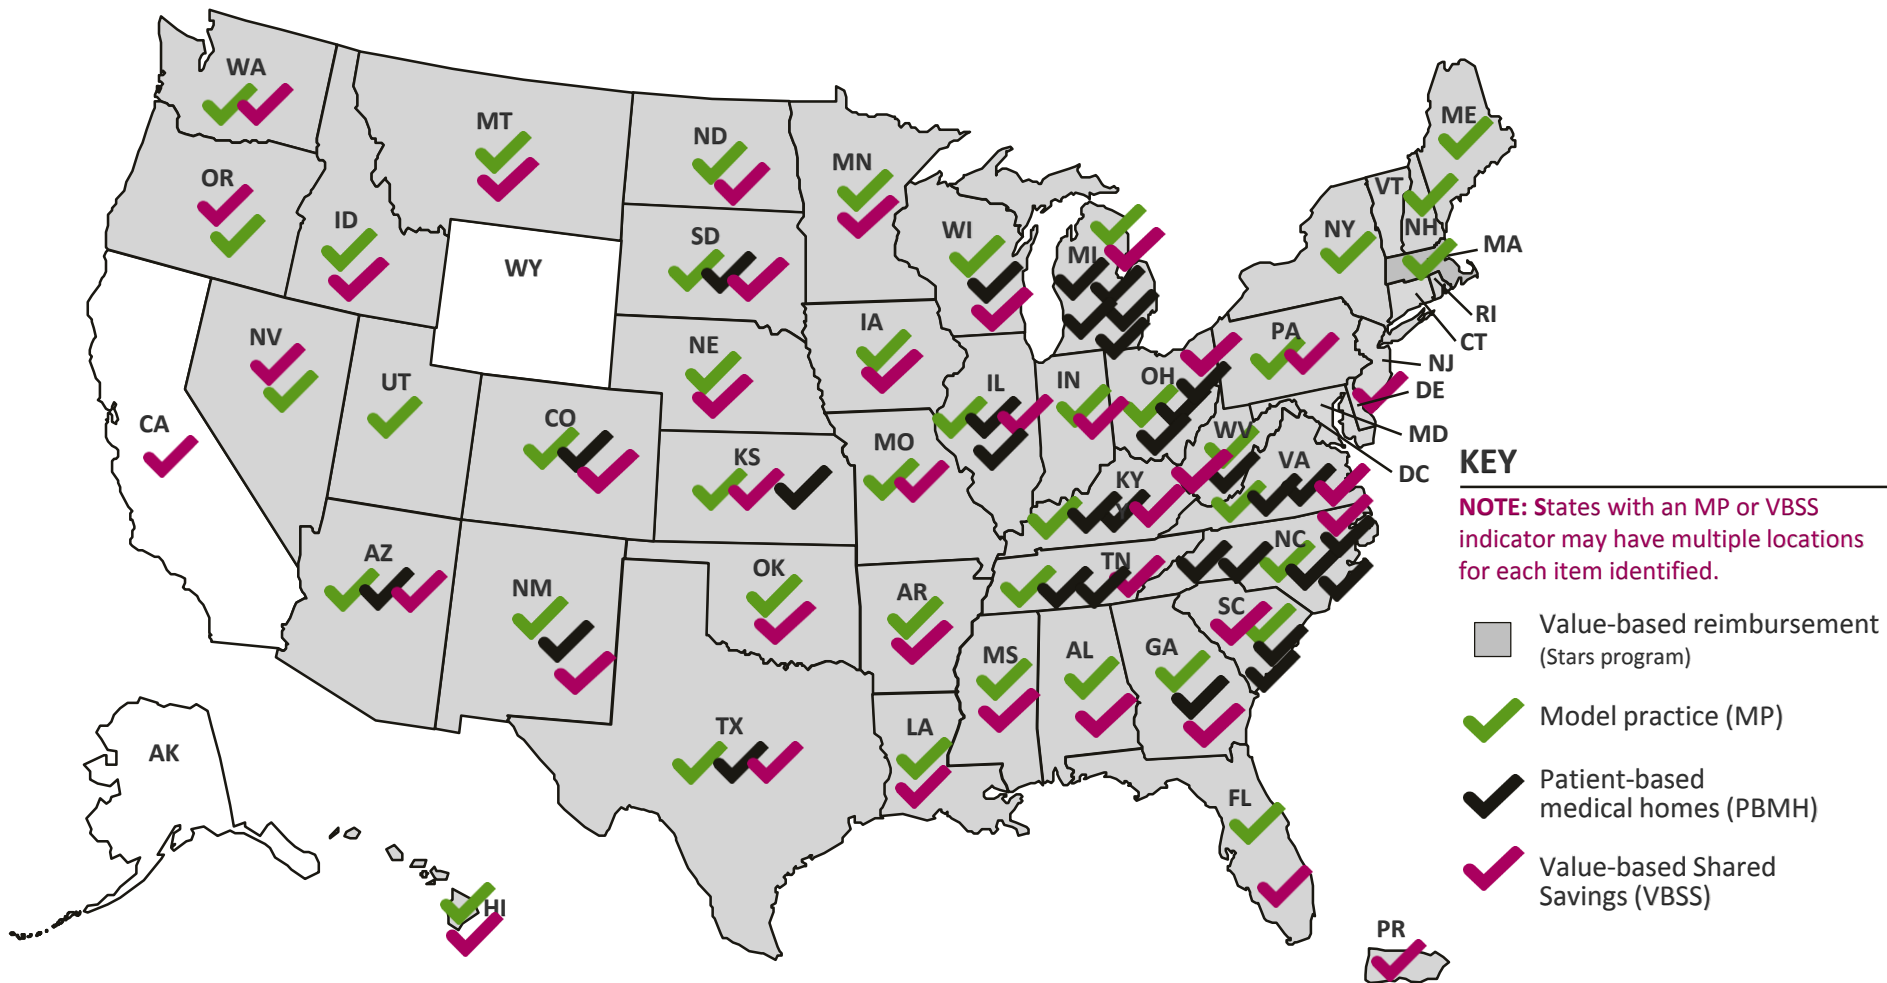 WA
MT
ND
MN
ME
OR
ID
SD
WI
MI
VT
NH
NY
MA
WY
RI
CT
NV
UT
NE
IA
PA
NJ
DE
IL
IN
OH
CA
CO
KS
MO
WV
MD
DC
KY
Y
VA
AZ
NM
OK
AR
TN
NC
SC
MS
AL
GA
TX
LA
FL
AK
HI
PR
KEY
NOTE: States with an MP or VBSS
indicator may have multiple locations
for each item identified.
Value-based reimbursement
(Stars program)
Model practice (MP)
Patient-based
medical homes (PBMH)
Value-based Shared
Savings (VBSS)